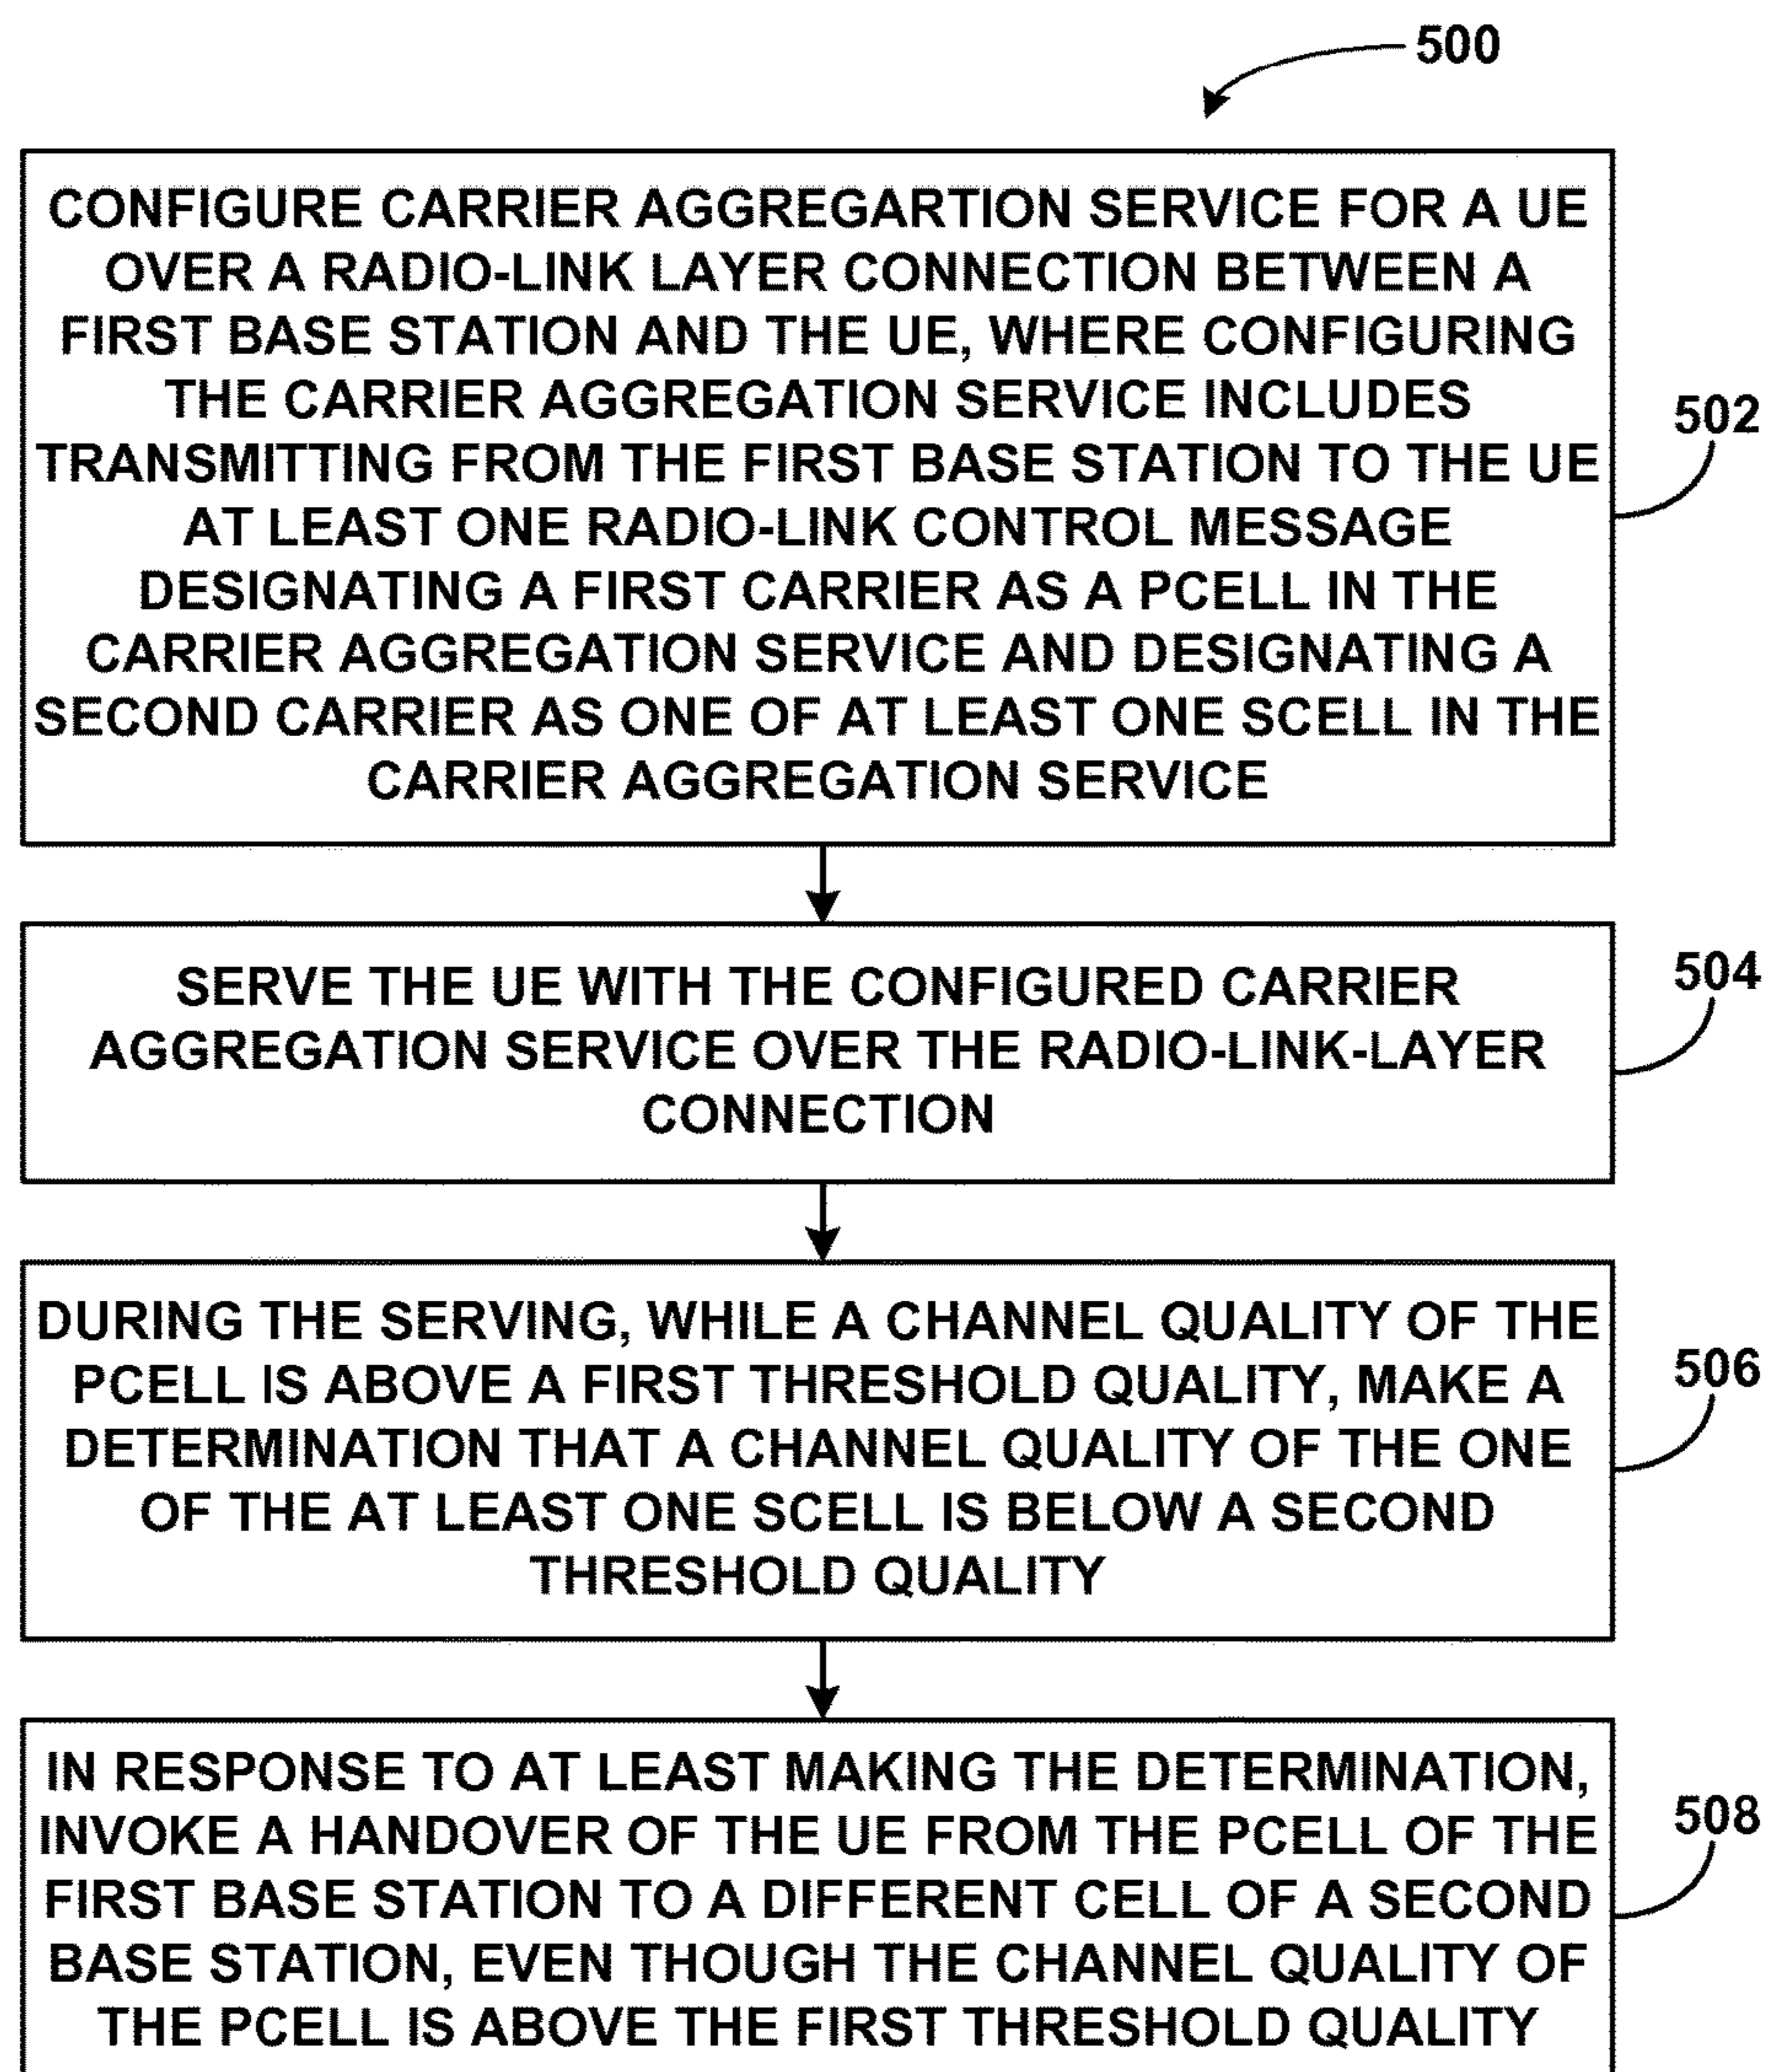 500
CONFIGURE CARRIER AGGREGARTION SERVICE FOR A UE
OVER A RADIO-LINK LAYER CONNECTION BETWEEN A
FIRST BASE STATION AND THE UE, WHERE CONFIGURING
THE CARRIER AGGREGATION SERVICE INCLUDES
TRANSMITTING FROM THE FIRST BASE STATION TO THE UE
AT LEAST ONE RADIO-LINK CONTROL MESSAGE
DESIGNATING A FIRST CARRIER AS A PCELL IN THE
CARRIER AGGREGATION SERVICE AND DESIGNATING A
SECOND CARRIER AS ONE OF AT LEAST ONE SCELL IN THE
CARRIER AGGREGATION SERVICE
502
SERVE THE UE WITH THE CONFIGURED CARRIER
AGGREGATION SERVICE OVER THE RADIO-LINK-LAYER
CONNECTION
504
DURING THE SERVING, WHILE A CHANNEL QUALITY OF THE
PCELL IS ABOVE A FIRST THRESHOLD QUALITY, MAKE A
DETERMINATION THAT A CHANNEL QUALITY OF THE ONE
OF THE AT LEAST ONE SCELL IS BELOW A SECOND
THRESHOLD QUALITY
506
IN RESPONSE TO AT LEAST MAKING THE DETERMINATION,
INVOKE A HANDOVER OF THE UE FROM THE PCELL OF THE
FIRST BASE STATION TO A DIFFERENT CELL OF A SECOND
BASE STATION, EVEN THOUGH THE CHANNEL QUALITY OF
THE PCELL IS ABOVE THE FIRST THRESHOLD QUALITY
508